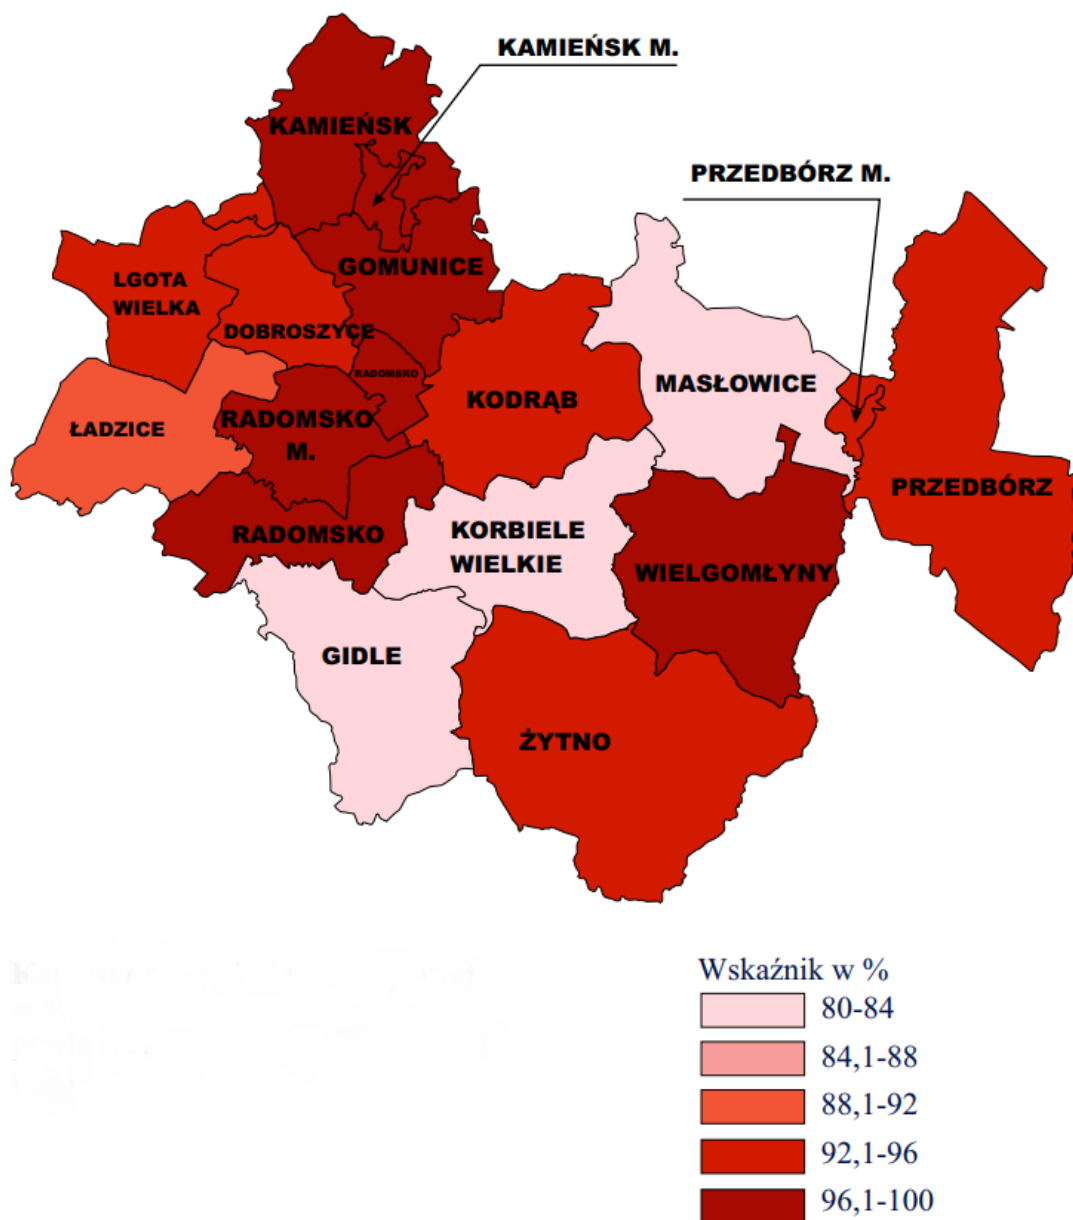 KAMIEŃSK M.
KAMIEŃSK
PRZEDBÓRZ M.
GOMUNICE
LGOTA
WIELKA
DOBROSZYCE
RADOMSKO
MASŁOWICE
KODRĄB
RADOMSKO
M.
ŁADZICE
PRZEDBÓRZ
KORBIELE
WIELKIE
RADOMSKO
WIELGOMŁYNY
GIDLE
ŻYTNO
Wskaźnik w %
80-84
84,1-88
88,1-92
92,1-96
96,1-100